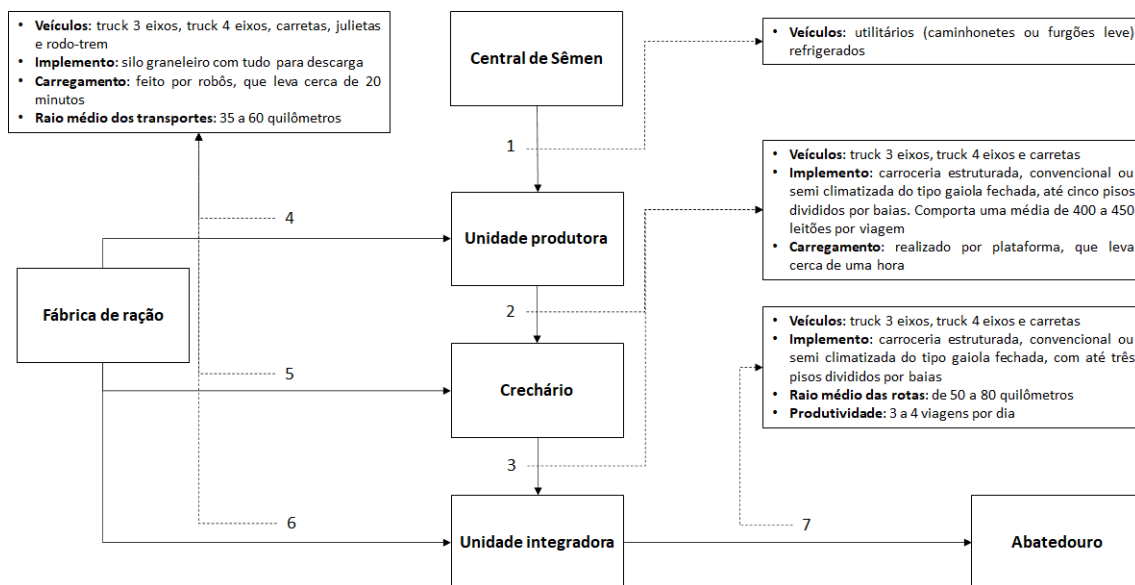 • Veículos: truck 3 eixos, truck 4 eixos, carretas, julietas
e rodo-trem
• Implemento: silo graneleiro com tudo para descarga
• Carregamento: feito por robôs, que leva cerca de 20
minutos
• Raio médio dos transportes: 35 a 60 quilômetros
Central de Sêmen
• Veículos: utilitários (caminhonetes ou furgões leve)
refrigerados
1
• Veículos: truck 3 eixos, truck 4 eixos e carretas
• Implemento: carroceria estruturada, convencional ou
semi climatizada do tipo gaiola fechada, até cinco pisos
divididos por baias. Comporta uma média de 400 a 450
leitões por viagem
• Carregamento: realizado por plataforma, que leva
cerca de uma hora
4
Unidade produtora
Fábrica de ração
2
• Veículos: truck 3 eixos, truck 4 eixos e carretas
• Implemento: carroceria estruturada, convencional ou
semi climatizada do tipo gaiola fechada, com até três
pisos divididos por baias
• Raio médio das rotas: de 50 a 80 quilômetros
• Produtividade: 3 a 4 viagens por dia
5
Crechário
3
6
7
Unidade integradora
Abatedouro